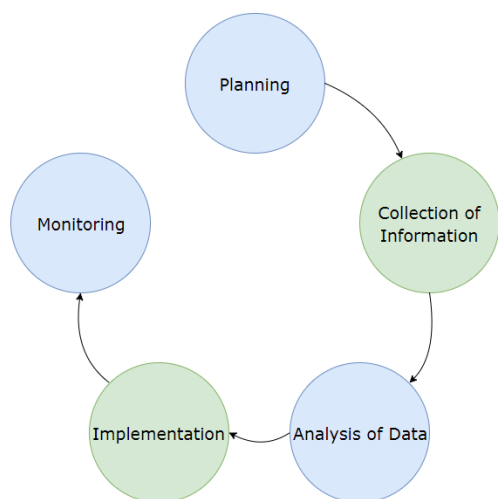 Planning
Collection of
Information
Analysis of Data
Implementation
Monitoring